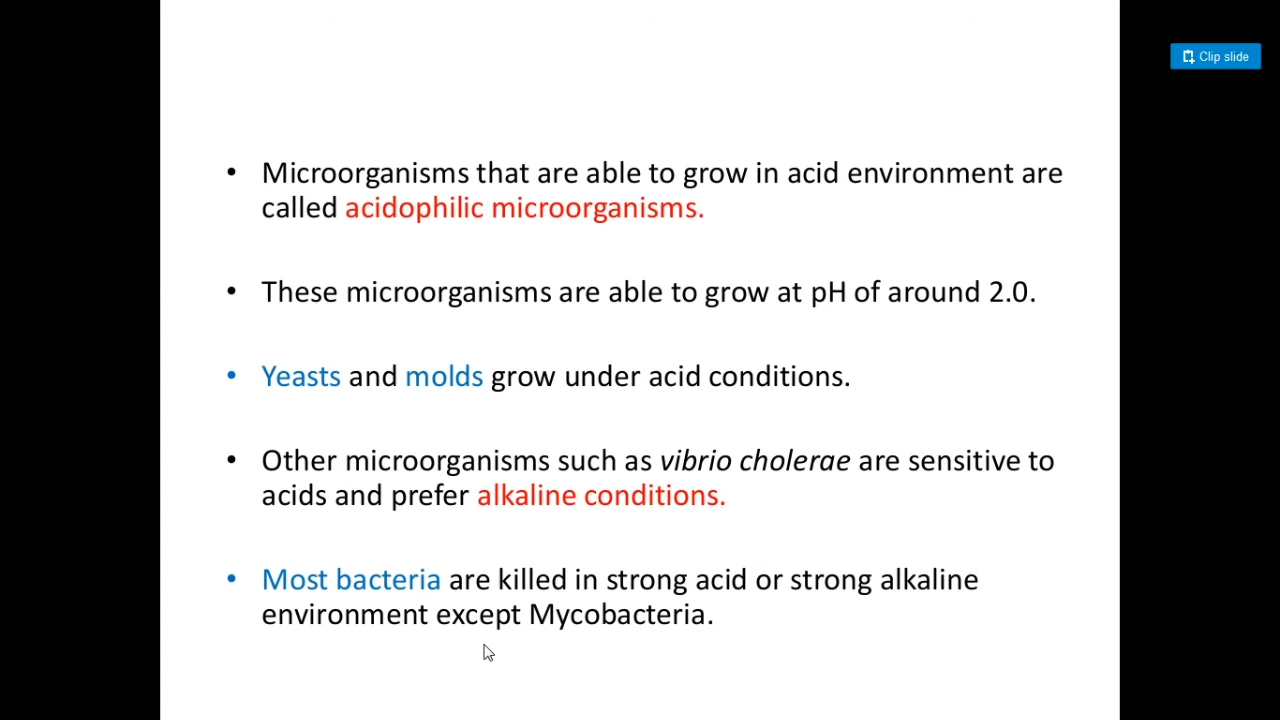 Clip slide
• Microorganisms that are able to grow in acid environment are
called acidophilic microorganisms.
• These microorganisms are able to grow at pH of around 2.0.
• Yeasts and molds grow under acid conditions.
• Other microorganisms such as vibrio cholerae are sensitive to
acids and prefer alkaline conditions.
• Most bacteria are killed in strong acid or strong alkaline
environment except Mycobacteria.